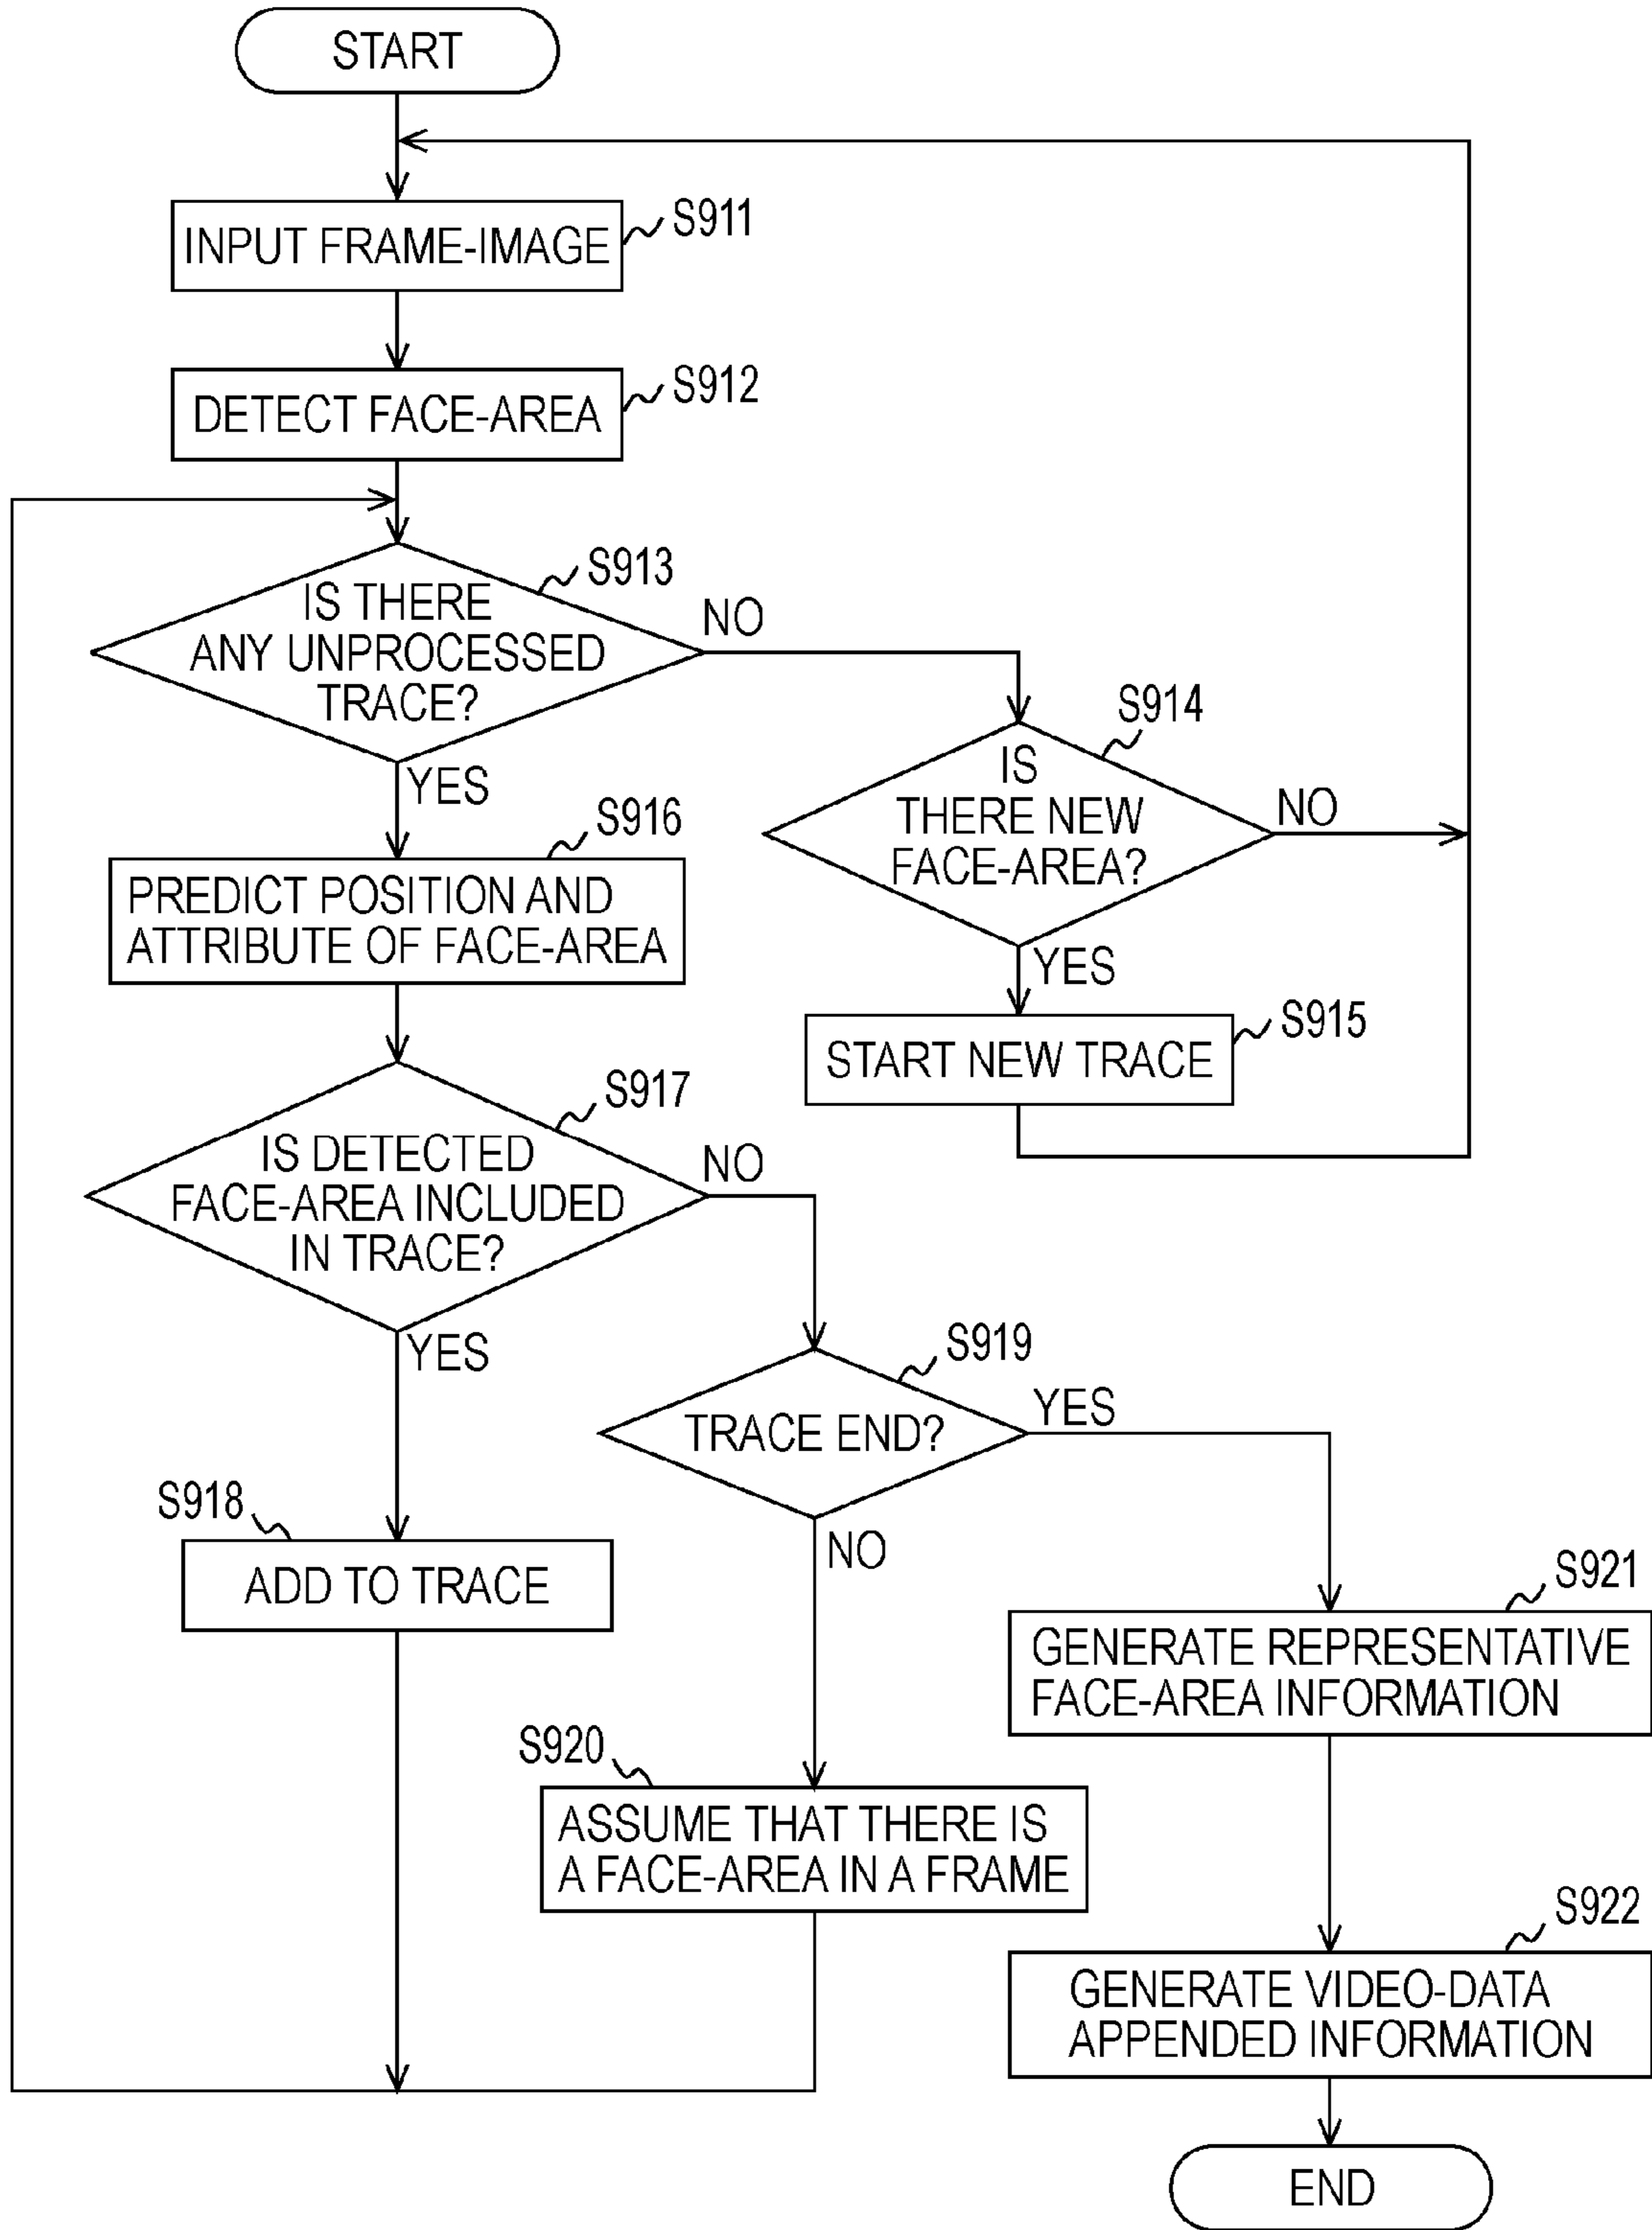 START
INPUT FRAME-IMAGE
S911
DETECT FACE-AREA
S912
IS THERE
ANY UNPROCESSED
TRACE?
S913
NO
YES
IS
THERE NEW
FACE-AREA?
S914
NO
YES
START NEW TRACE
S915
PREDICT POSITION AND
ATTRIBUTE OF FACE-AREA
S916
IS DETECTED
FACE-AREA INCLUDED
IN TRACE?
S917
NO
YES
S918
ADD TO TRACE
TRACE END?
S919
YES
NO
S920
ASSUME THAT THERE IS
A FACE-AREA IN A FRAME
S921
GENERATE REPRESENTATIVE
FACE-AREA INFORMATION
S922
GENERATE VIDEO-DATA
APPENDED INFORMATION
END